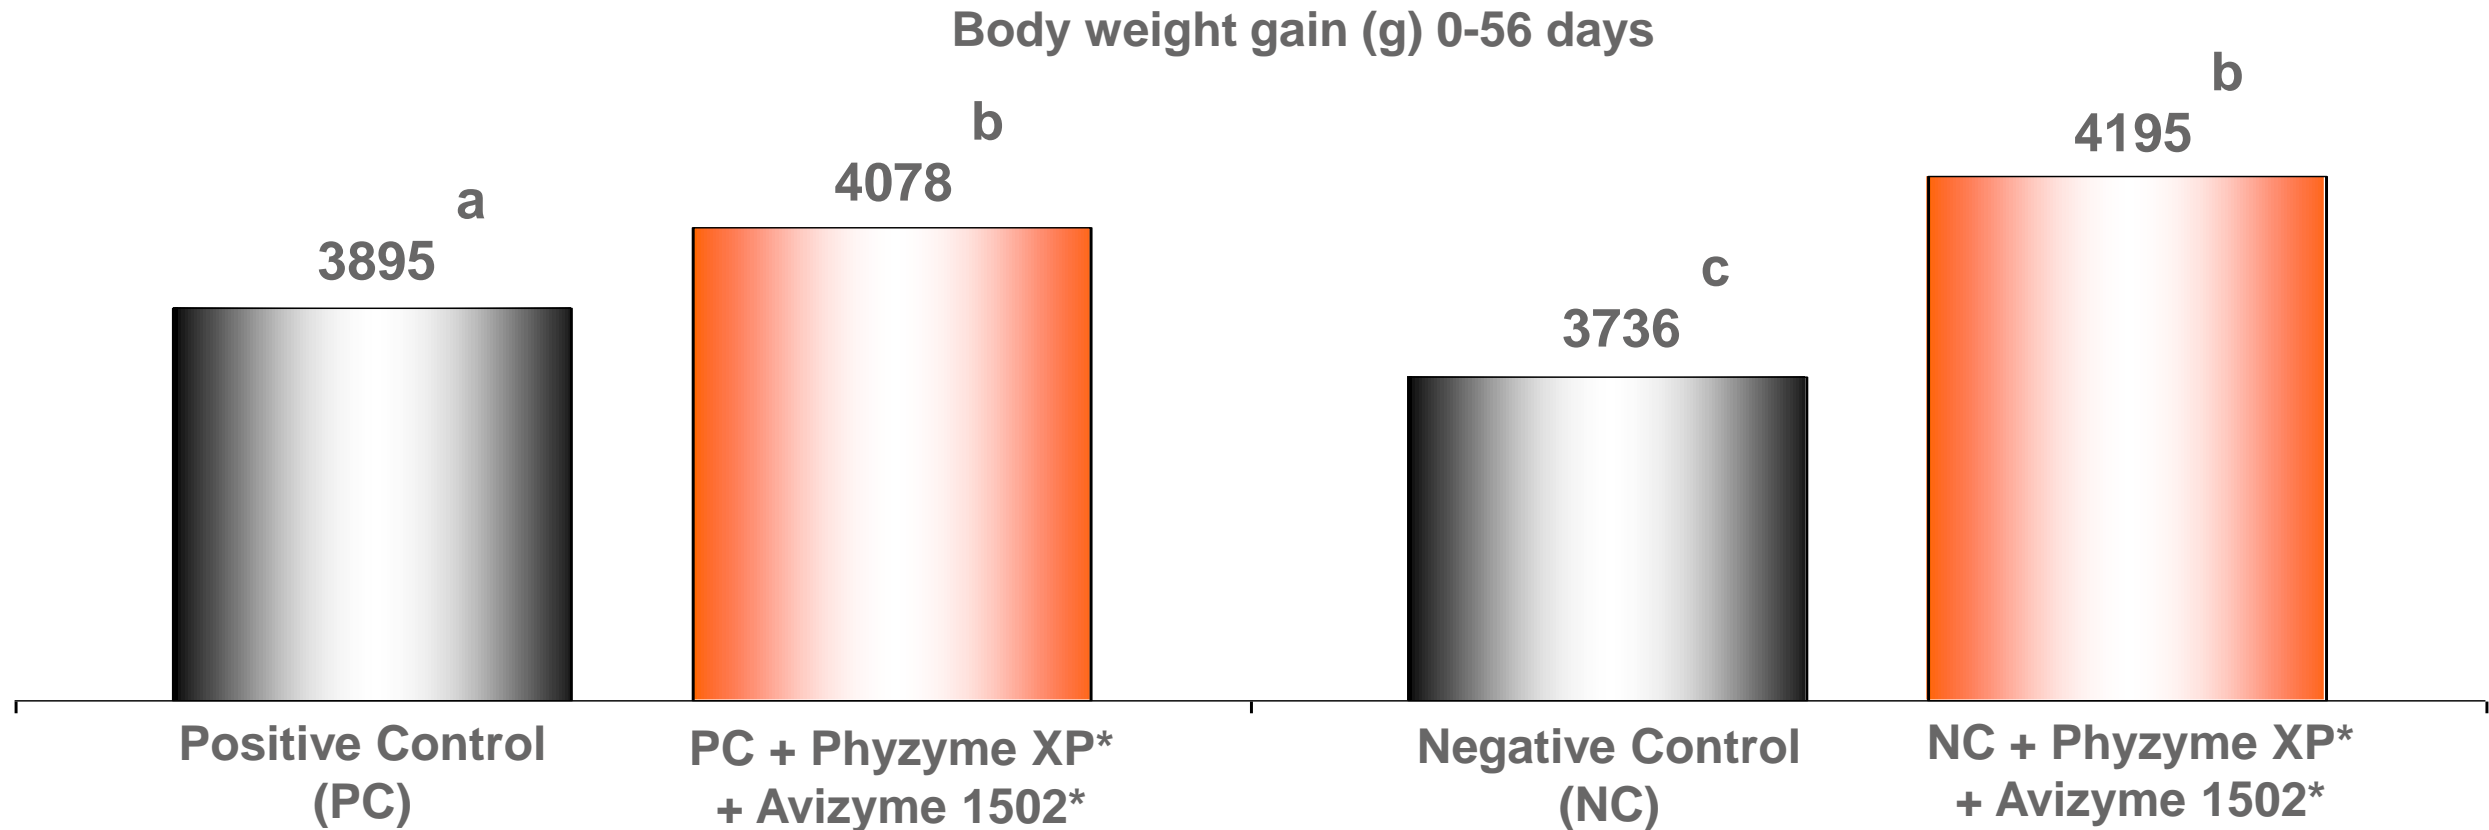 Body weight gain (g) 0-56 days
a
3895
b
4078
c
3736
b
4195
Positive Control
(PC)
PC + Phyzyme XP*
+ Avizyme 1502*
Negative Control
(NC)
NC + Phyzyme XP*
+ Avizyme 1502*